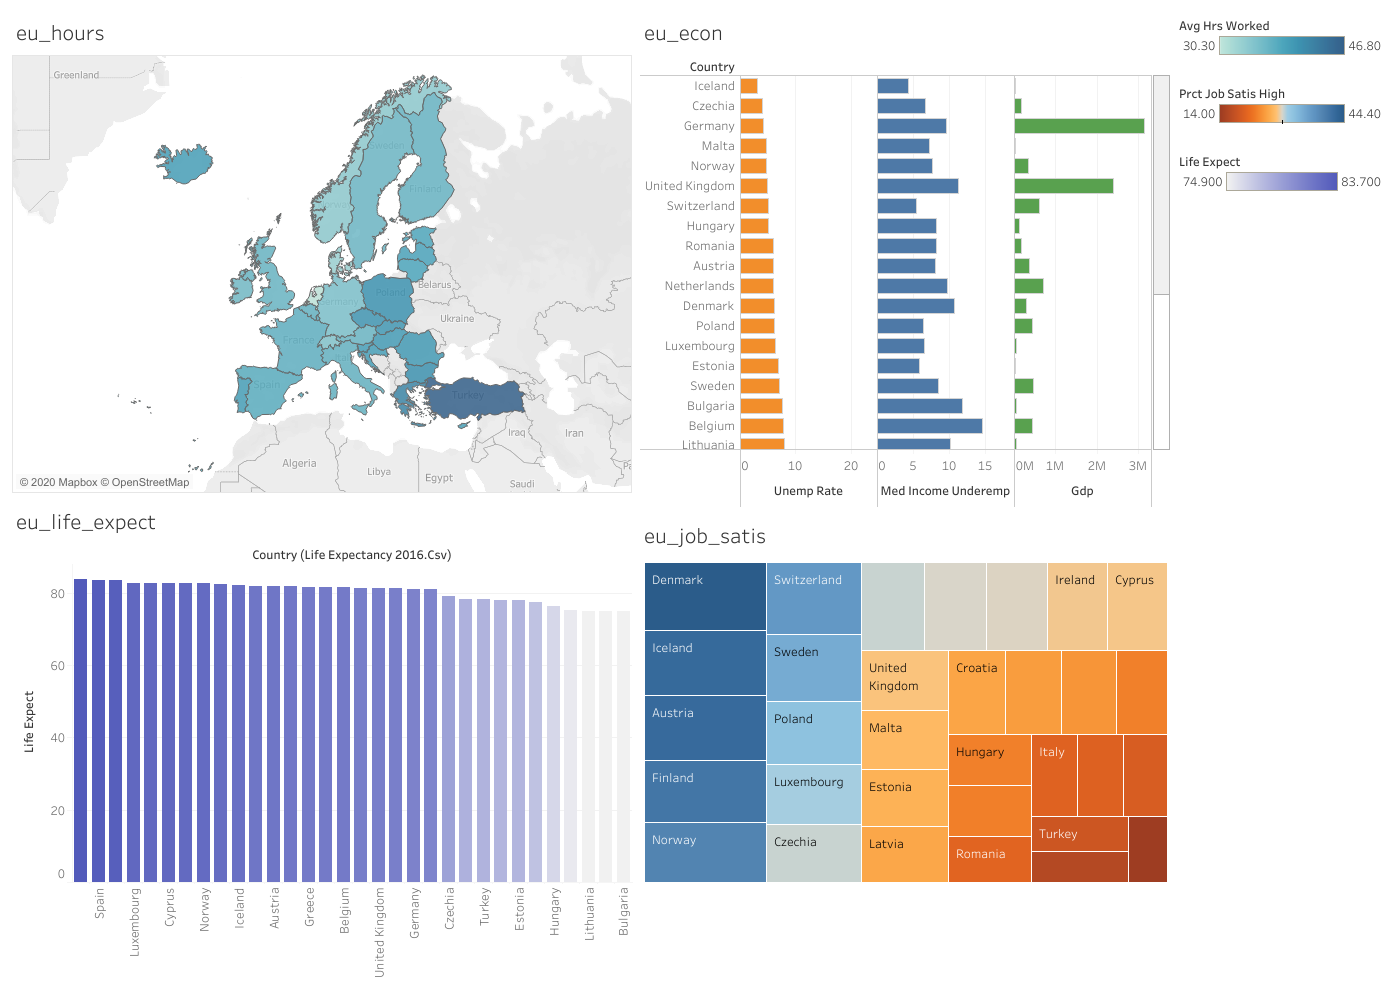 eu_hours
Greenland
Sweden
Finland
Norway
Belarus
Poland
Germany
Ukraine
France
Spain
Turkey
Iraq
Iran
Algeria
Libya
Egypt
Saudi
© 2020 Mapbox © OpenStreetMap
eu_econ
Country
Iceland
Czechia
Germany
Malta
Norway
United Kingdom
Switzerland
Hungary
Romania
Austria
Netherlands
Denmark
Poland
Luxembourg
Estonia
Sweden
Bulgaria
Belgium
Lithuania
0 10 20 0 5 10 15 0M 1M 2M 3M
Unemp Rate Med Income Underemp Gdp
Avg Hrs Worked
30.30 46.80
Prct Job Satis High
14.00 44.40
Life Expect
74.900 83.700
eu_life_expect
Country (Life Expectancy 2016.Csv)
Life Expect
80
60
40
20
0
Spain
Luxembourg
Cyprus
Norway
Iceland
Austria
Greece
Belgium
United Kingdom
Germany
Czechia
Turkey
Estonia
Hungary
Lithuania
Bulgaria
eu_job_satis
Denmark
Iceland
Austria
Finland
Norway
Switzerland
Sweden
Poland
Luxembourg
Czechia
Ireland
Cyprus
United
Kingdom
Malta
Estonia
Latvia
Croatia
Hungary
Romania
Italy
Turkey